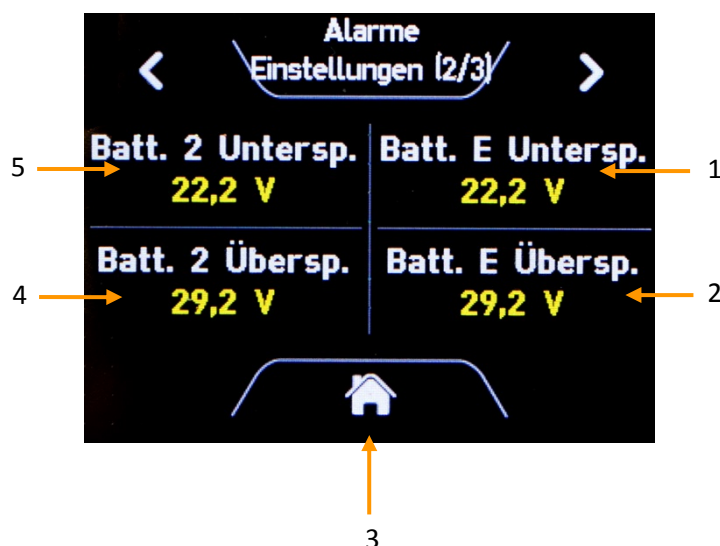 Alarme
Einstellungen (2/3)
Batt. 2 Untersp.
22,2 V
Batt. E Untersp.
22,2 V
Batt. 2 Übersp.
29,2 V
Batt. E Übersp.
29,2 V
5
1
4
2
3